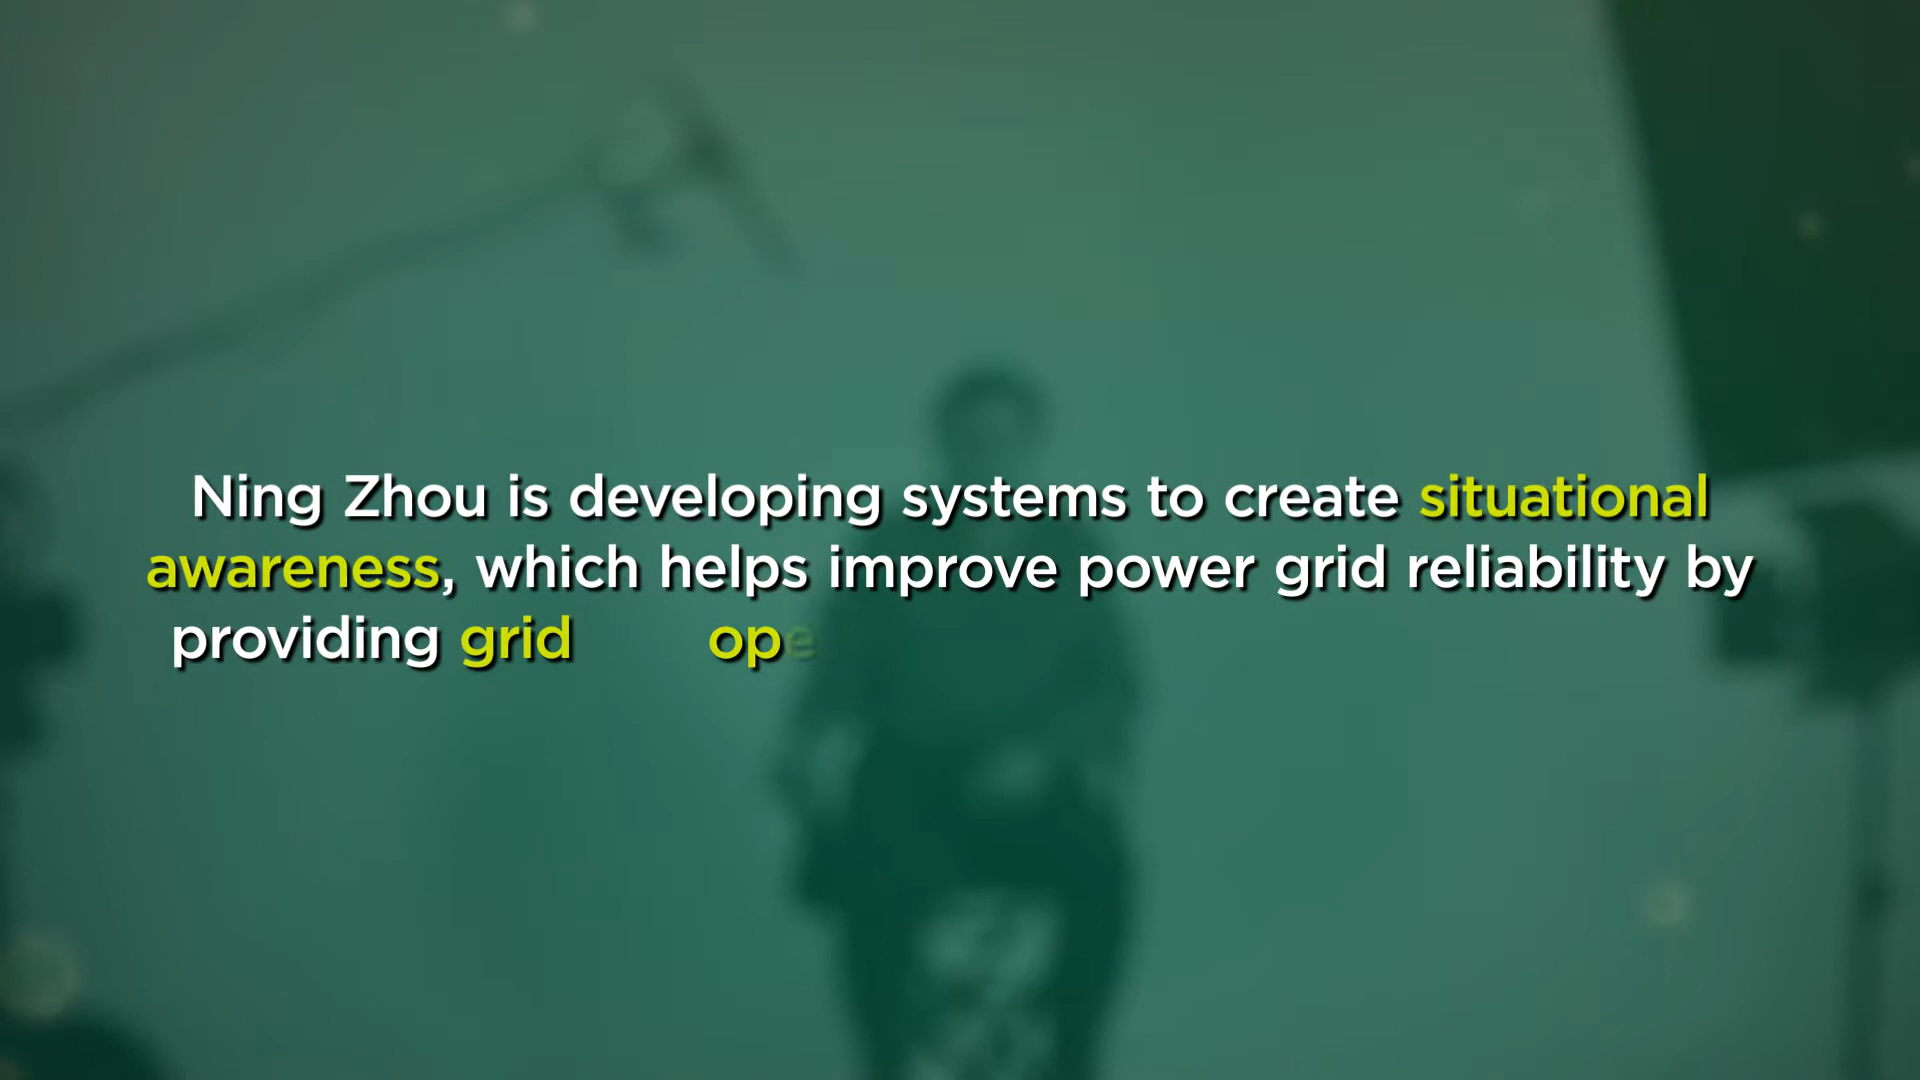 Ning Zhou is developing systems to create situational
awareness, which helps improve power grid reliability by
providing grid